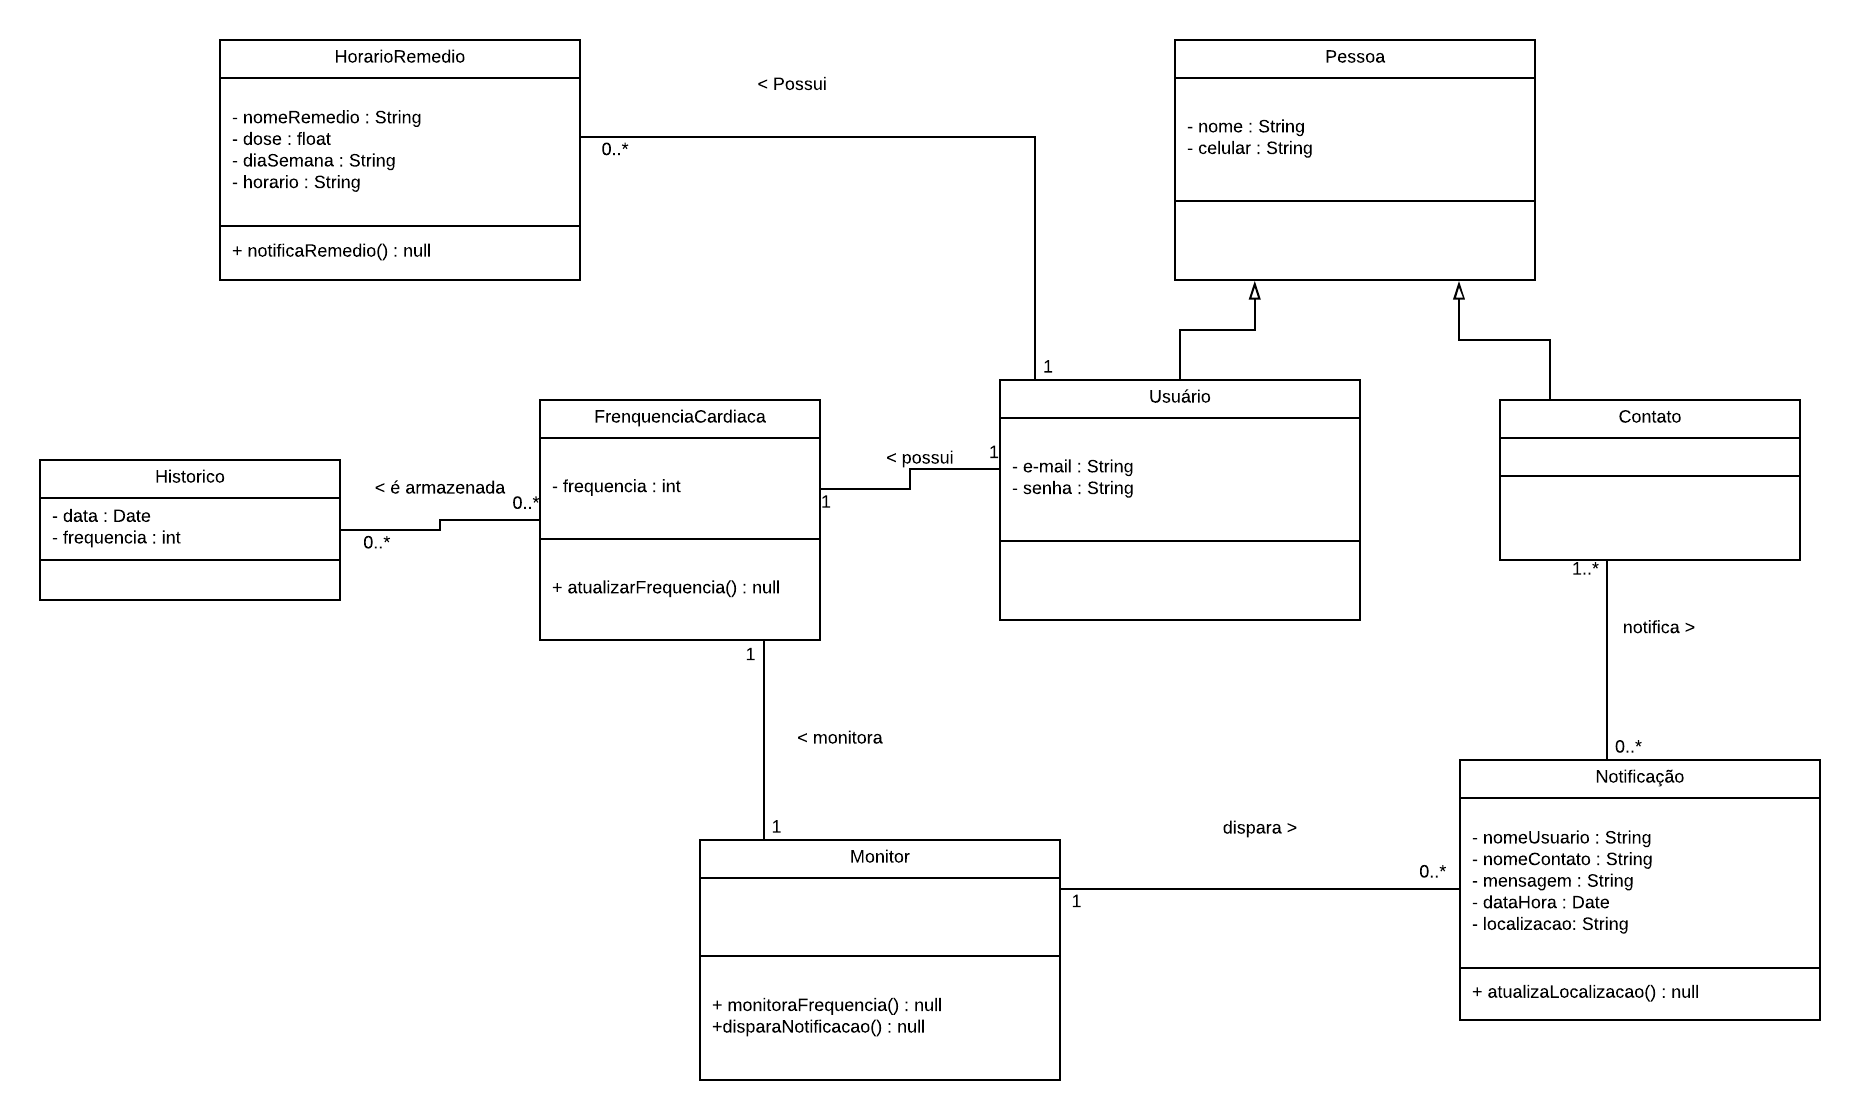 HorarioRemedio
- nomeRemedio : String
- dose : float
- diaSemana : String
- horario : String
+ notificaRemedio() : null
< Possui
0..*
1
Pessoa
- nome : String
- celular : String
Usuário
- e-mail : String
- senha : String
Contato
FrenquenciaCardiaca
- frequencia : int
+ atualizarFrequencia() : null
< possui
1
1
Historico
- data : Date
- frequencia : int
< é armazenada
0..*
0..*
1
< monitora
1
Monitor
+ monitoraFrequencia() : null
+disparaNotificacao() : null
dispara >
1
0..*
1..*
notifica >
0..*
Notificação
- nomeUsuario : String
- nomeContato : String
- mensagem : String
- dataHora : Date
- localizacao: String
+ atualizaLocalizacao() : null